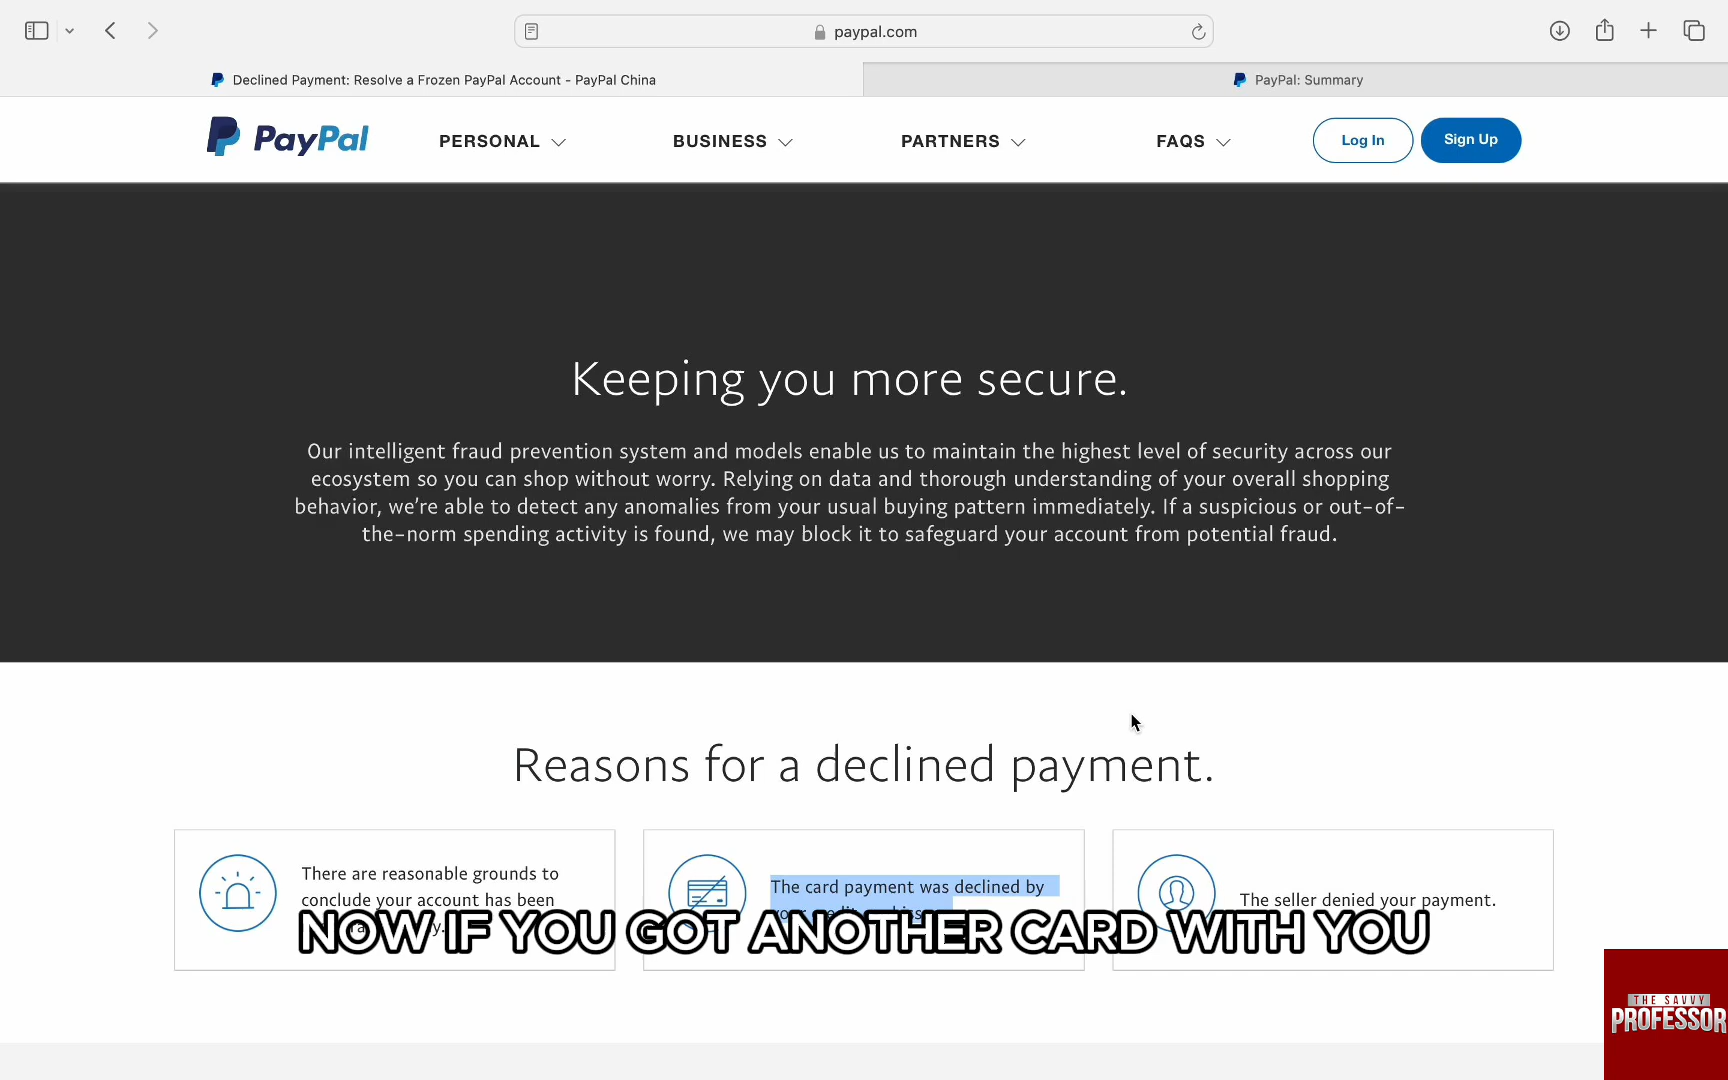 paypal.com
Declined Payment: Resolve a Frozen PayPal Account - PayPal China
PayPal: Summary
PayPal
PERSONAL
BUSINESS
PARTNERS
FAQS
Log In
Sign Up
Keeping you more secure.
Our intelligent fraud prevention system and models enable us to maintain the highest level of security across our
ecosystem so you can shop without worry. Relying on data and thorough understanding of your overall shopping
behavior, we're able to detect any anomalies from your usual buying pattern immediately. If a suspicious or out-of-
the-norm spending activity is found, we may block it to safeguard your account from potential fraud.
Reasons for a declined payment.
There are reasonable grounds to
conclude your account has been
The card payment was declined by
The seller denied your payment.
NOW IF YOU GOT ANOTHER CARD WITH YOU
THE SAVVY
PROFESSOR